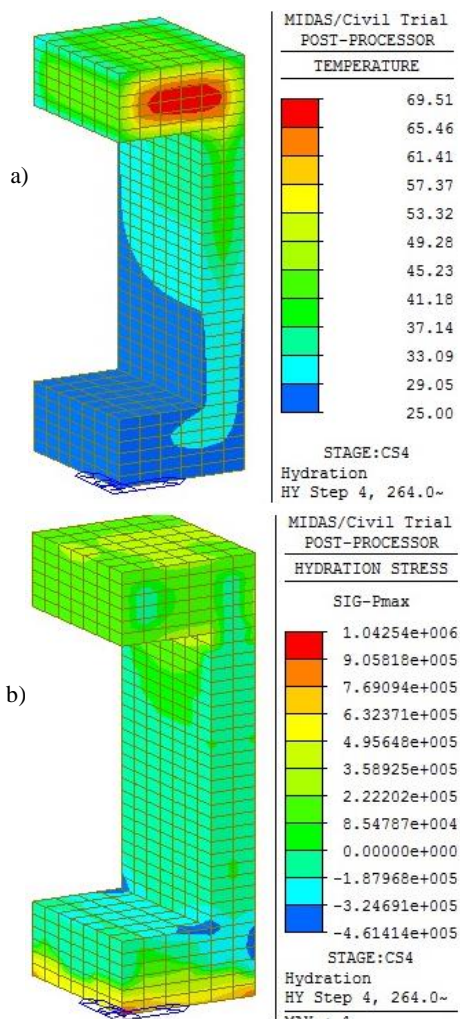 MIDAS/Civil Trial
POST-PROCESSOR
TEMPERATURE
a)
69.51
65.46
61.41
57.37
53.32
49.28
45.23
41.18
37.14
33.09
29.05
25.00
STAGE:CS4
Hydration
HY Step 4, 264.0~
MIDAS/Civil Trial
POST-PROCESSOR
HYDRATION STRESS
SIG-Pmax
b)
1.04254e+006
9.05818e+005
7.69094e+005
6.32371e+005
4.95648e+005
3.58925e+005
2.22202e+005
8.54787e+004
0.00000e+000
-1.87968e+005
-3.24691e+005
-4.61414e+005
STAGE:CS4
Hydration
HY Step 4, 264.0~